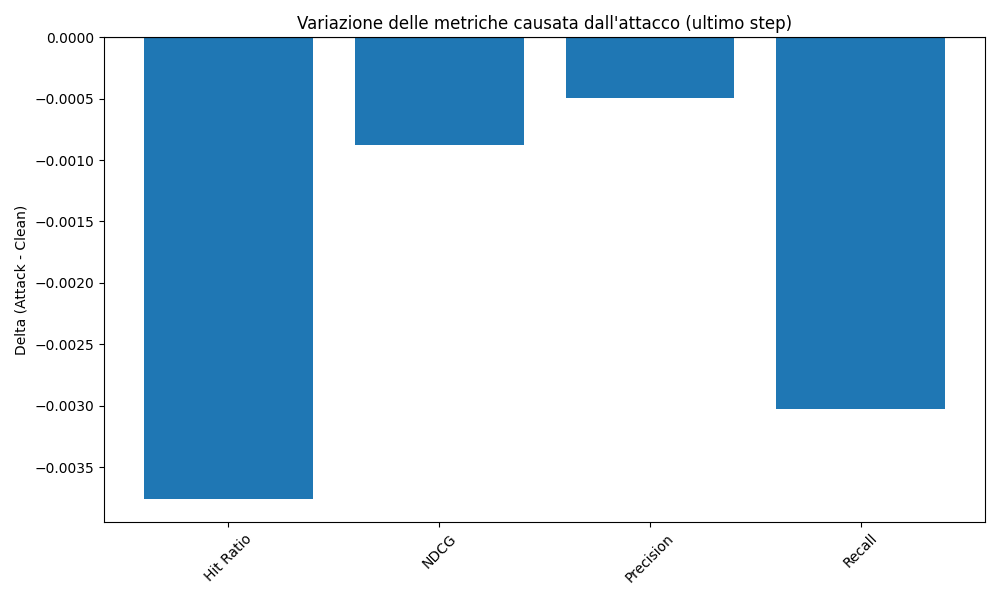 Variazione delle metriche causata dall'attacco (ultimo step)
Delta (Attack - Clean)
0.0000
−0.0005
−0.0010
−0.0015
−0.0020
−0.0025
−0.0030
−0.0035
Hit Ratio
NDCG
Precision
Recall